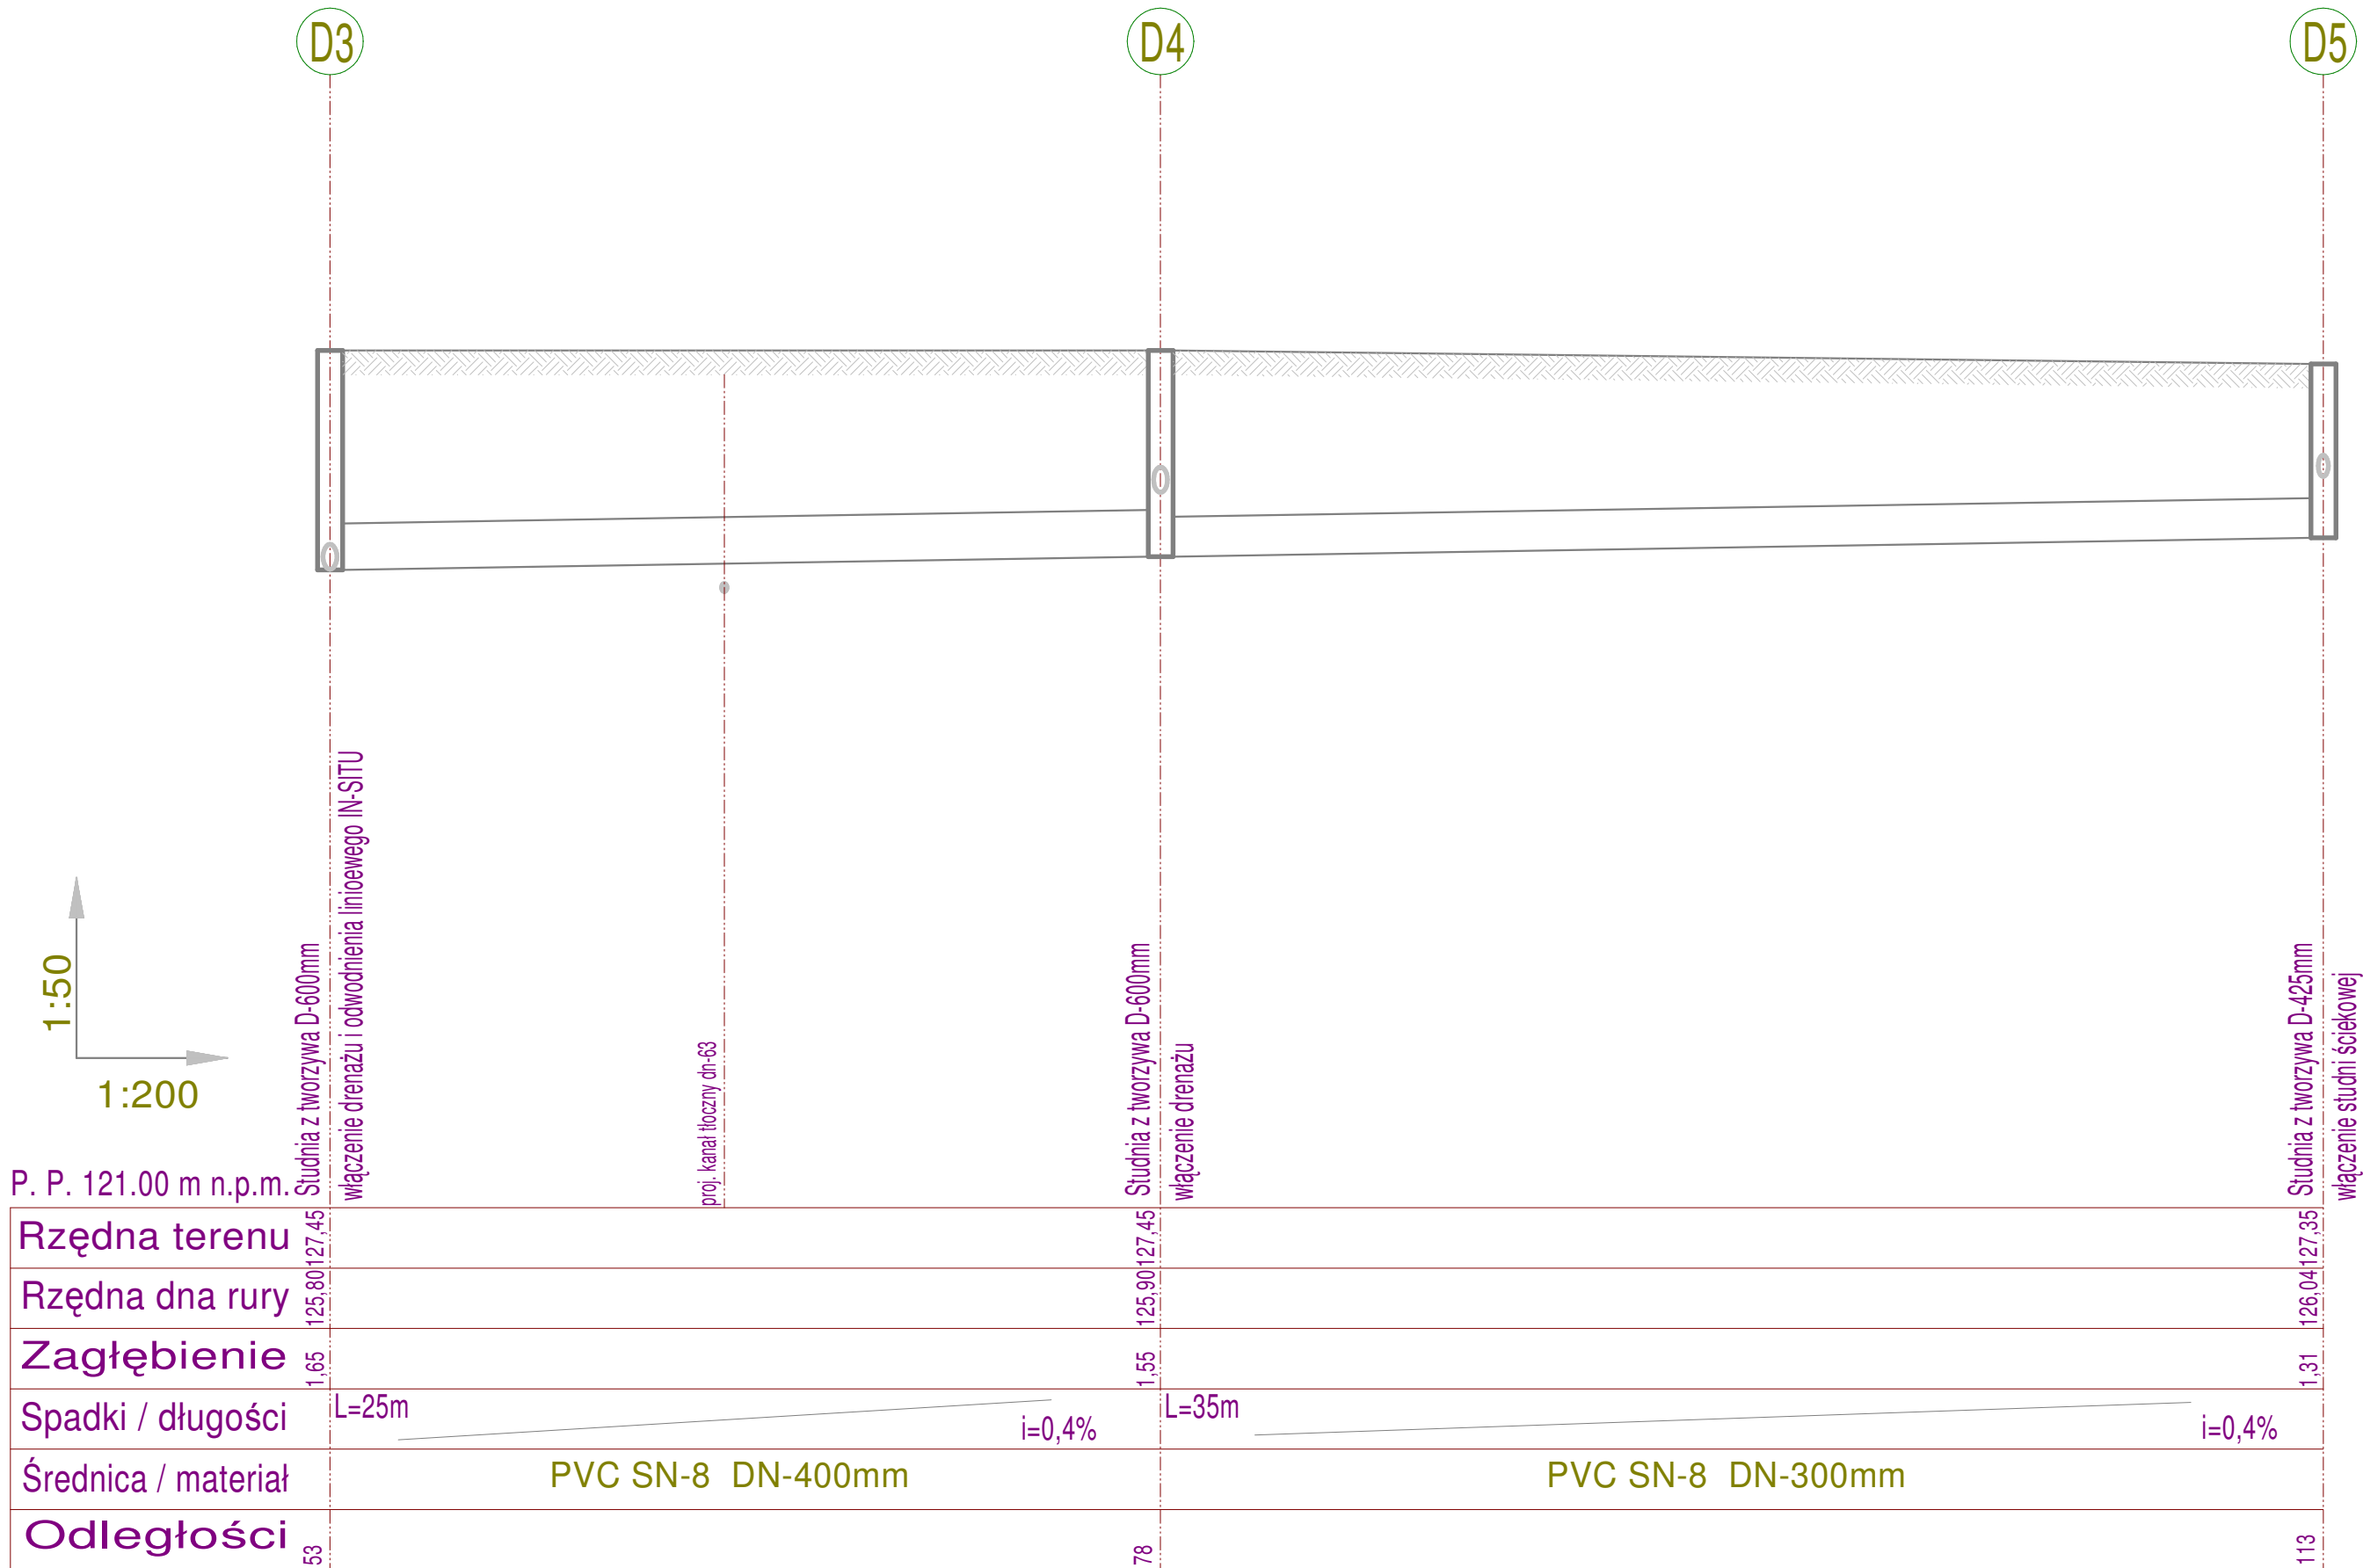 D3
D4
D5
1:50
1:200
Studnia z tworzywa D-600mm
włączenie drenażu i odwodnienia linioewego IN-SITU
proj. kanał tłoczny dn-63
Studnia z tworzywa D-600mm
włączenie drenażu
Studnia z tworzywa D-425mm
włączenie studni ściekowej
P. P. 121.00 m n.p.m.
Rzędna terenu 127,45 127,45 127,35
Rzędna dna rury 125,80 125,90 126,04
Zagłębienie 1,65 1,55 1,31
Spadki / długości L=25m i=0,4% L=35m i=0,4%
Średnica / materiał PVC SN-8 DN-400mm PVC SN-8 DN-300mm
Odległości 53 78 113